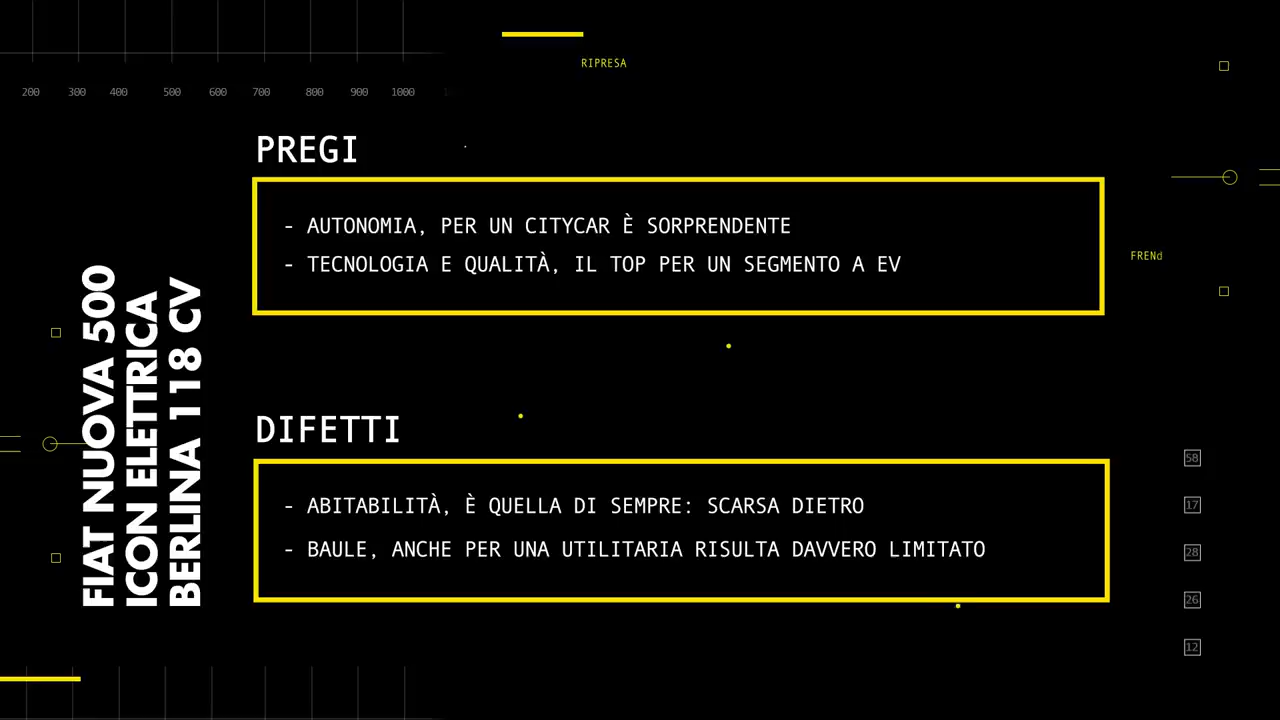 RIPRESA
200 300 400 500 600 700 800 900 1000
PREGI
- AUTONOMIA, PER UN CITYCAR È SORPRENDENTE
- TECNOLOGIA E QUALITÀ, IL TOP PER UN SEGMENTO A EV
FRENd
FIAT NUOVA 500
ICON ELETTRICA
BERLINA 118 CV
DIFETTI
- ABITABILITÀ, È QUELLA DI SEMPRE: SCARSA DIETRO
- BAULE, ANCHE PER UNA UTILITARIA RISULTA DAVVERO LIMITATO
58
17
28
26
12